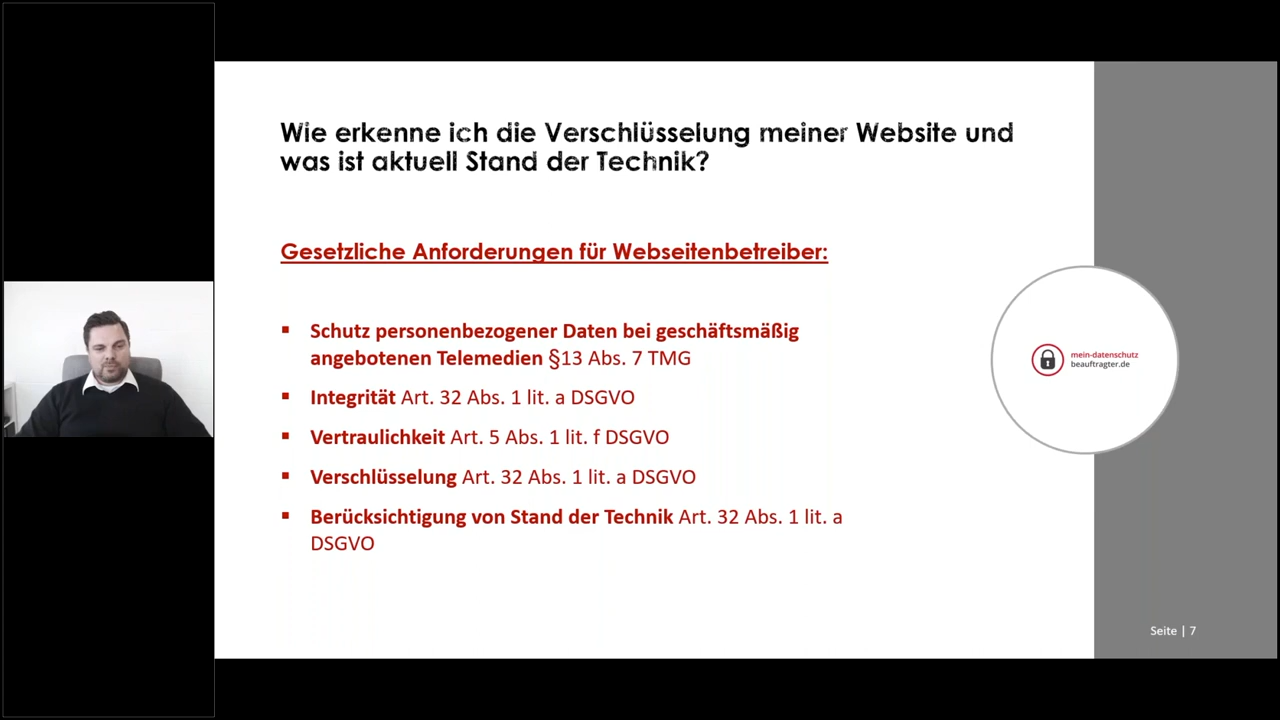 Wie erkenne ich die Verschlüsselung meiner Website und
was ist aktuell Stand der Technik?
Gesetzliche Anforderungen für Webseitenbetreiber:
▪ Schutz personenbezogener Daten bei geschäftsmäßig
angebotenen Telemedien §13 Abs. 7 TMG
▪ Integrität Art. 32 Abs. 1 lit. a DSGVO
▪ Vertraulichkeit Art. 5 Abs. 1 lit. f DSGVO
▪ Verschlüsselung Art. 32 Abs. 1 lit. a DSGVO
▪ Berücksichtigung von Stand der Technik Art. 32 Abs. 1 lit. a
DSGVO
mein-datenschutz
beauftragter.de
Seite | 7